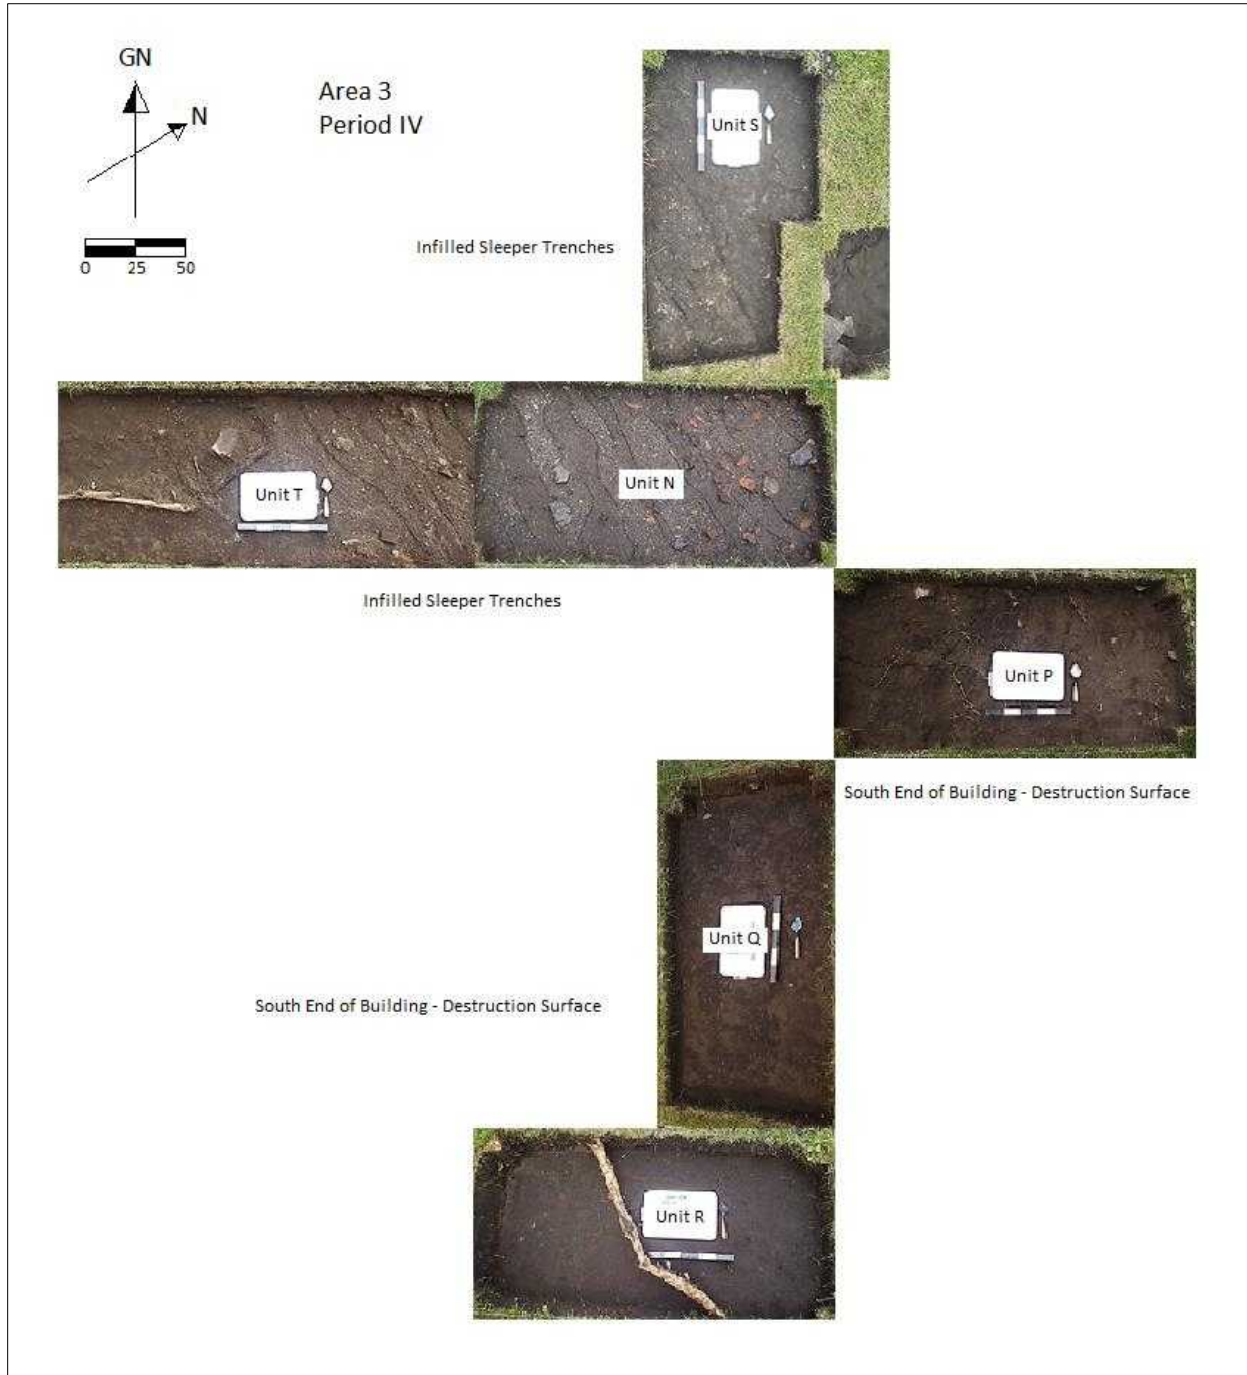 GN
N
Area 3
Period IV
0 25 50
Unit S
Infilled Sleeper Trenches
Unit T
Unit N
Infilled Sleeper Trenches
Unit P
South End of Building - Destruction Surface
Unit Q
South End of Building - Destruction Surface
Unit R